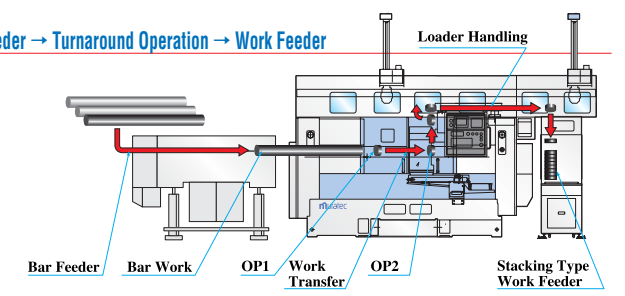 eder → Turnaround Operation → Work Feeder
Loader Handling
muratec
Bar Feeder
Bar Work
OP1
Work
Transfer
OP2
Stacking Type
Work Feeder